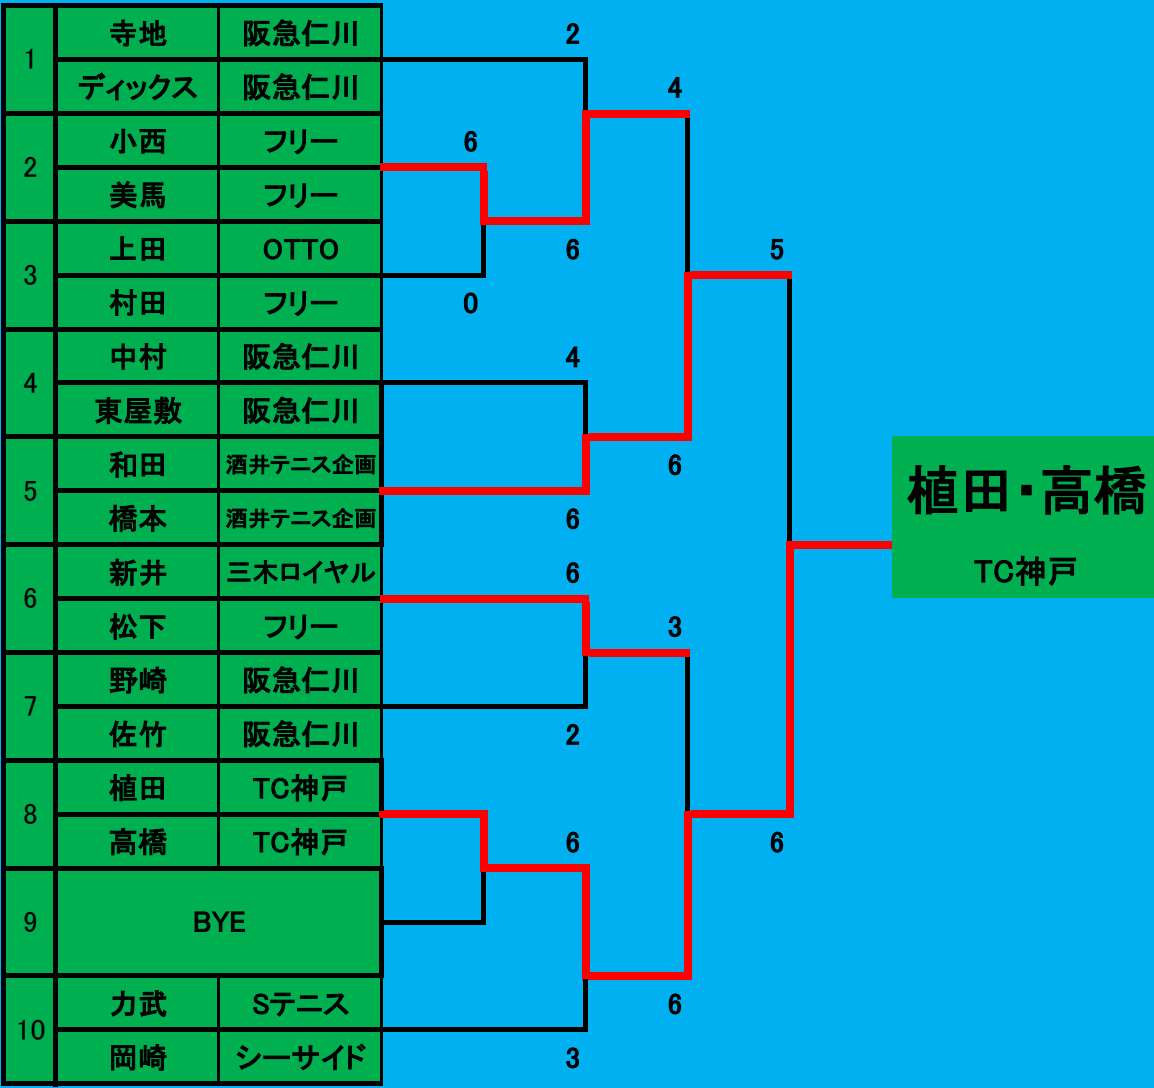 1
寺地 阪急仁川
ディックス 阪急仁川
2
小西 フリー
美馬 フリー
3
上田 OTTO
村田 フリー
4
中村 阪急仁川
東屋敷 阪急仁川
5
和田 酒井テニス企画
橋本 酒井テニス企画
6
新井 三木ロイヤル
松下 フリー
7
野崎 阪急仁川
佐竹 阪急仁川
8
植田 TC神戸
高橋 TC神戸
9
BYE
10
力武 Sテニス
岡崎 シーサイド
6
0
2
6
4
6
6
2
6
3
4
6
3
6
5
6
植田・高橋
TC神戸